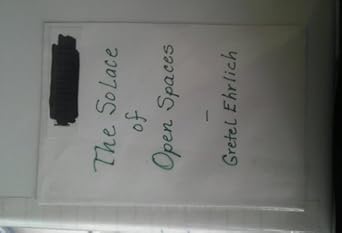 The Solace
of
Open Spaces
—
Gretel Ehrlich